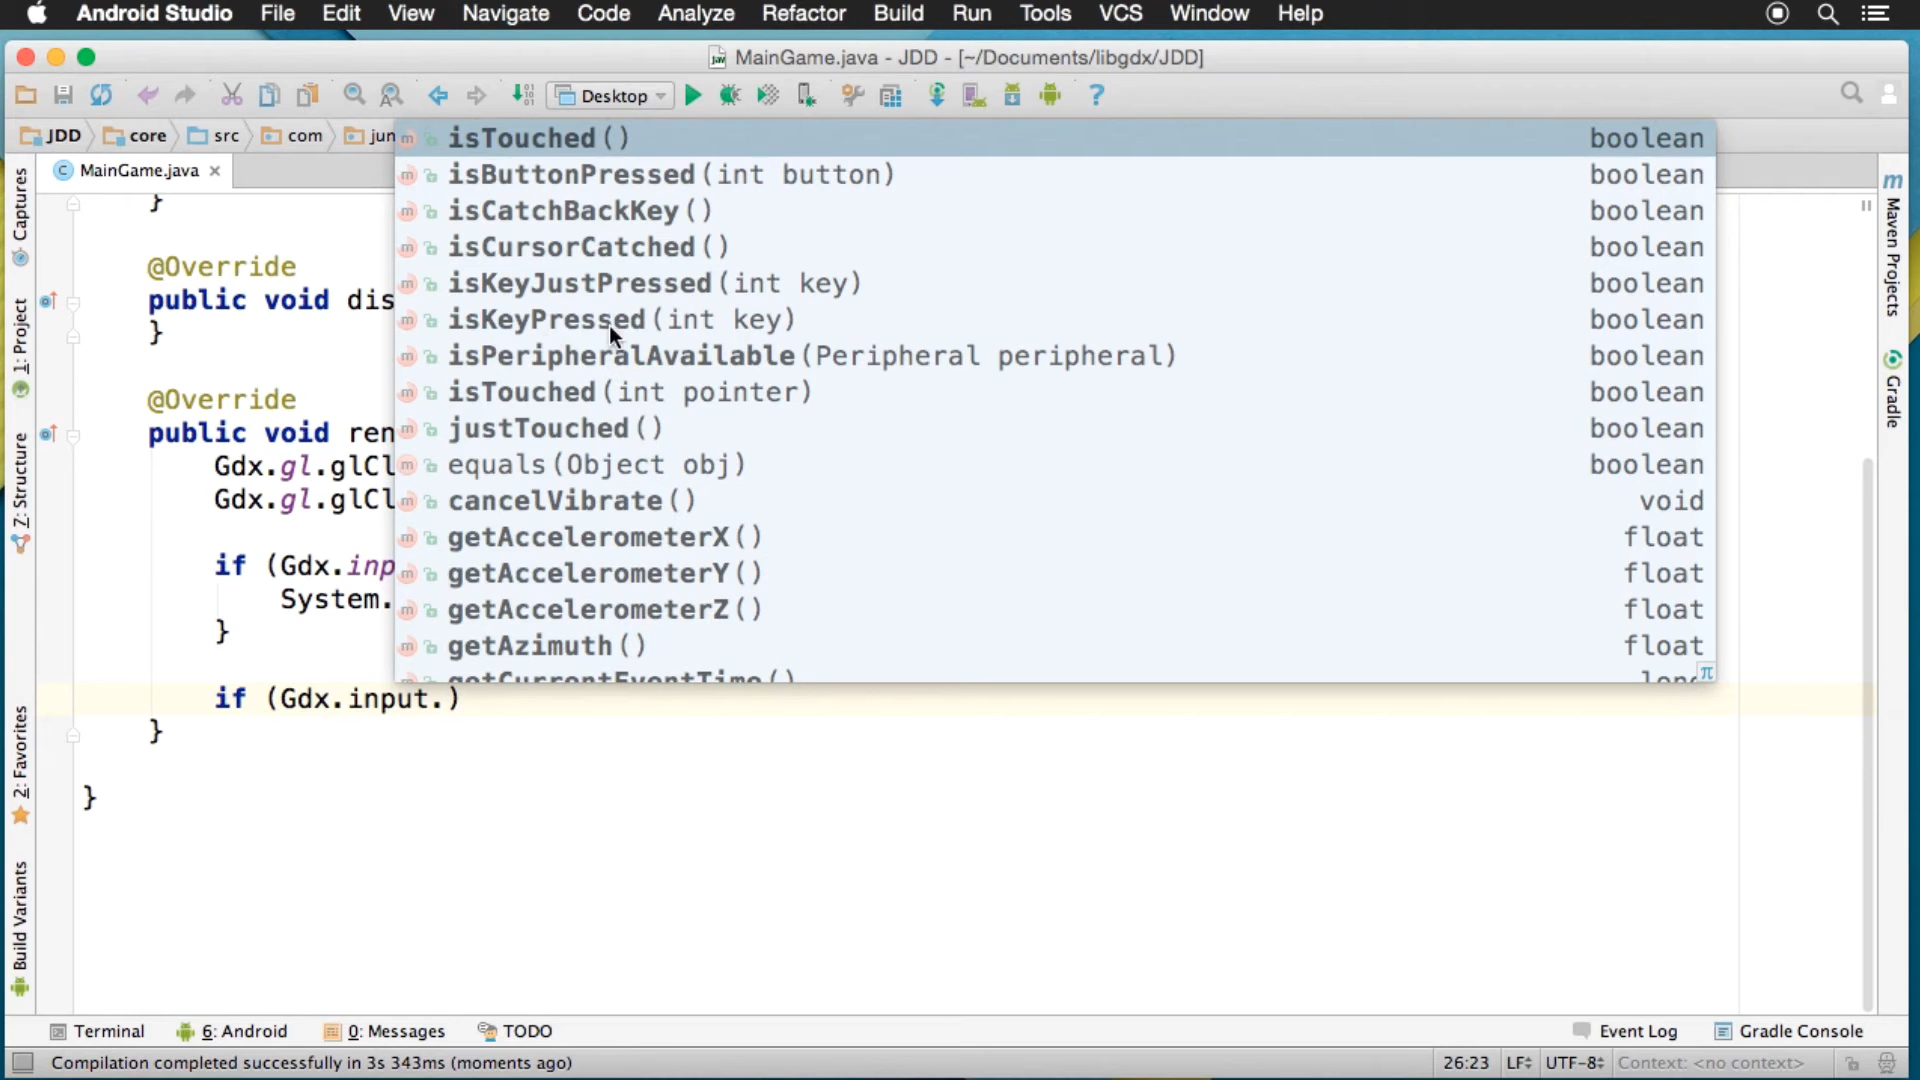 Android Studio File Edit View Navigate Code Analyze Refactor Build Run Tools VCS Window Help
MainGame.java - JDD - [~/Documents/libgdx/JDD]
Desktop
JDD core src com jun
MainGame.java
}
@Override
public void dis
}
@Override
public void ren
Gdx.gl.glCl
Gdx.gl.glCl
if (Gdx.inp
System.
}
if (Gdx.input.)
}
}
isTouched() boolean
isButtonPressed(int button) boolean
isCatchBackKey() boolean
isCursorCatched() boolean
isKeyJustPressed(int key) boolean
isKeyPressed(int key) boolean
isPeripheralAvailable(Peripheral peripheral) boolean
isTouched(int pointer) boolean
justTouched() boolean
equals(Object obj) boolean
cancelVibrate() void
getAccelerometerX() float
getAccelerometerY() float
getAccelerometerZ() float
getAzimuth() float
getCurrentEventTime() long
π
Captures
1: Project
7: Structure
2: Favorites
Build Variants
m
Maven Projects
Gradle
Terminal 6: Android 0: Messages TODO Event Log Gradle Console
Compilation completed successfully in 3s 343ms (moments ago) 26:23 LF UTF-8 Context: <no context>